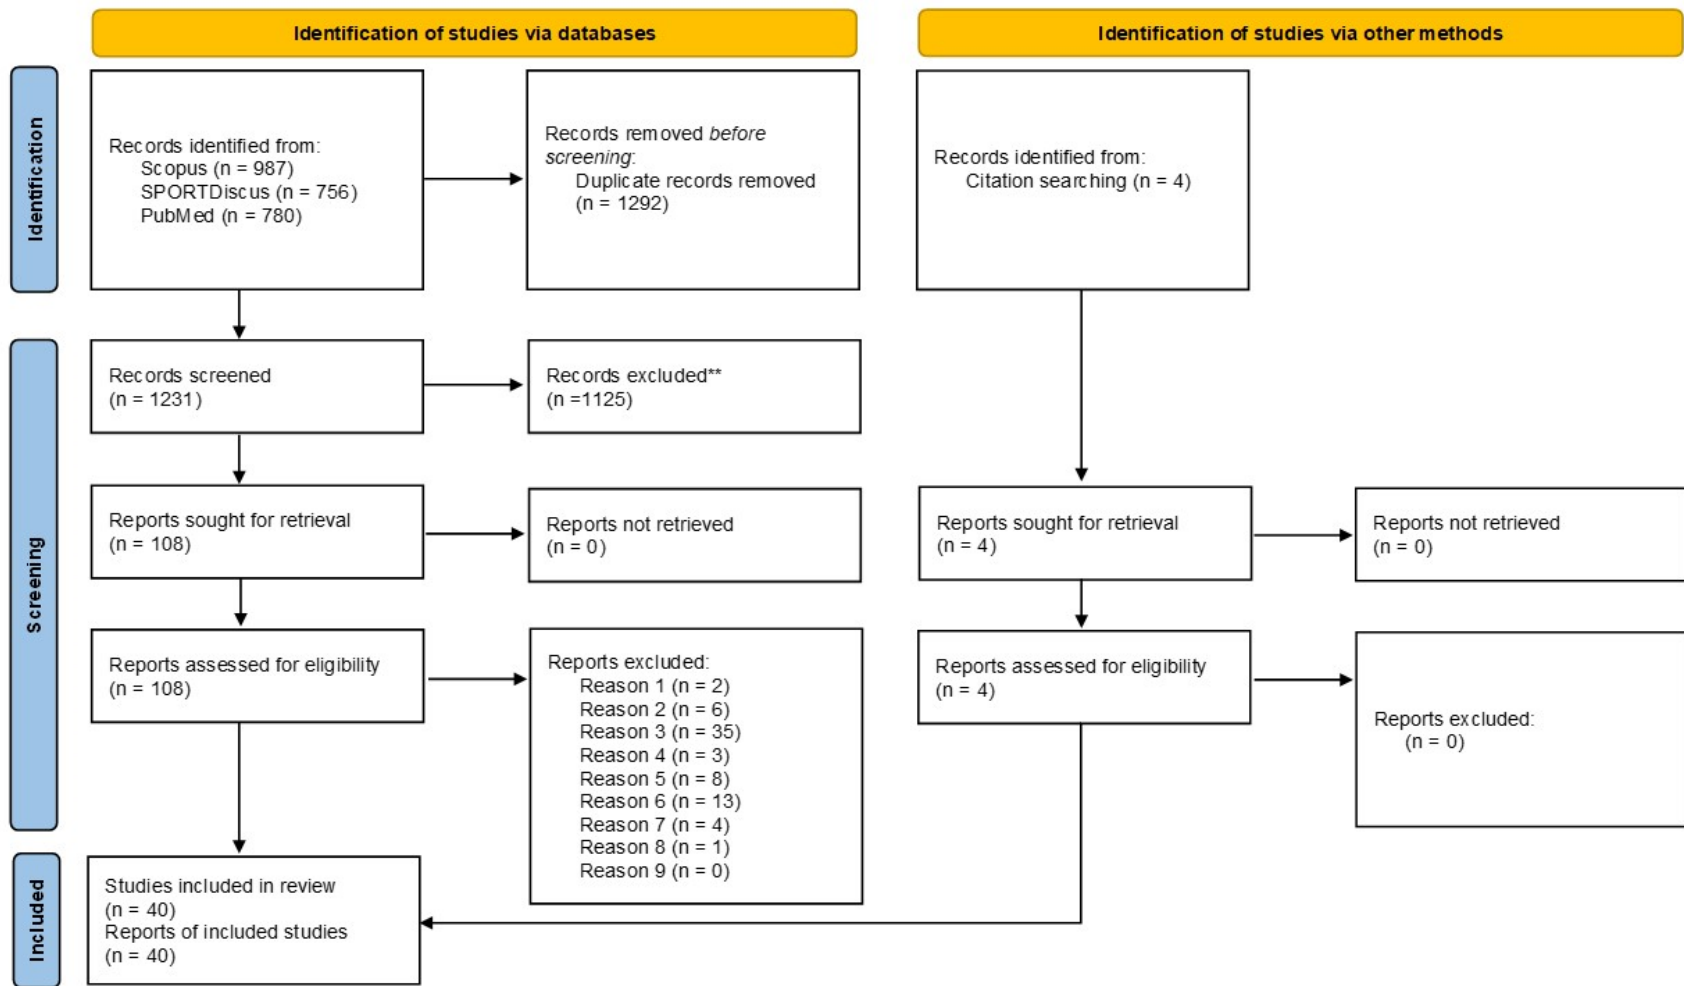 Identification of studies via databases
Identification of studies via other methods
Identification
Records identified from:
Scopus (n = 987)
SPORTDiscus (n = 756)
PubMed (n = 780)
Records removed before
screening:
Duplicate records removed
(n = 1292)
Records identified from:
Citation searching (n = 4)
Screening
Records screened
(n = 1231)
Records excluded**
(n =1125)
Reports sought for retrieval
(n = 108)
Reports not retrieved
(n = 0)
Reports sought for retrieval
(n = 4)
Reports not retrieved
(n = 0)
Reports assessed for eligibility
(n = 108)
Reports excluded:
Reason 1 (n = 2)
Reason 2 (n = 6)
Reason 3 (n = 35)
Reason 4 (n = 3)
Reason 5 (n = 8)
Reason 6 (n = 13)
Reason 7 (n = 4)
Reason 8 (n = 1)
Reason 9 (n = 0)
Reports assessed for eligibility
(n = 4)
Reports excluded:
(n = 0)
Included
Studies included in review
(n = 40)
Reports of included studies
(n = 40)